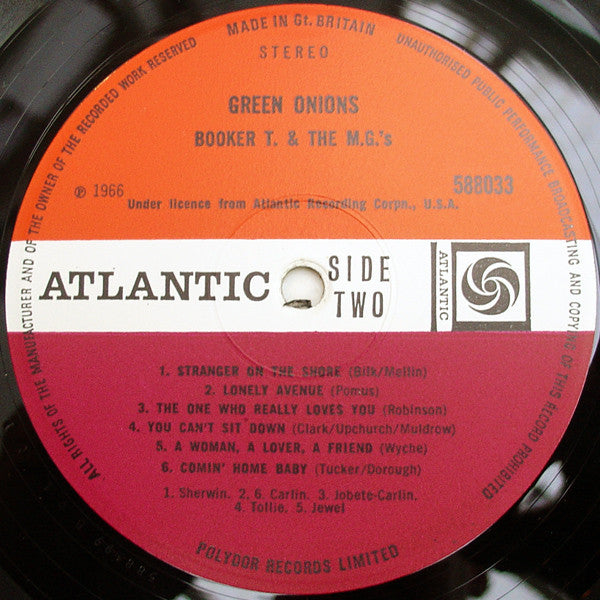 MADE IN Gt. BRITAIN
ALL RIGHTS OF THE MANUFACTURER AND OF THE OWNER OF THE RECORDED WORK RESERVED
UNAUTHORISED PUBLIC PERFORMANCE BROADCASTING AND COPYING OF THIS RECORD PROHIBITED
STEREO
GREEN ONIONS
BOOKER T. & THE M.G.'s
℗ 1966
588033
Under licence from Atlantic Recording Corpn., U.S.A.
ATLANTIC
SIDE
TWO
ATLANTIC
1. STRANGER ON THE SHORE (Bilk/Mellin)
2. LONELY AVENUE (Pomus)
3. THE ONE WHO REALLY LOVES YOU (Robinson)
4. YOU CAN'T SIT DOWN (Clark/Upchurch/Muldrow)
5. A WOMAN, A LOVER, A FRIEND (Wyche)
6. COMIN' HOME BABY (Tucker/Dorough)
1. Sherwin. 2. 6. Carlin. 3. Jobete-Carlin.
4. Tollie. 5. Jewel
POLYDOR RECORDS LIMITED